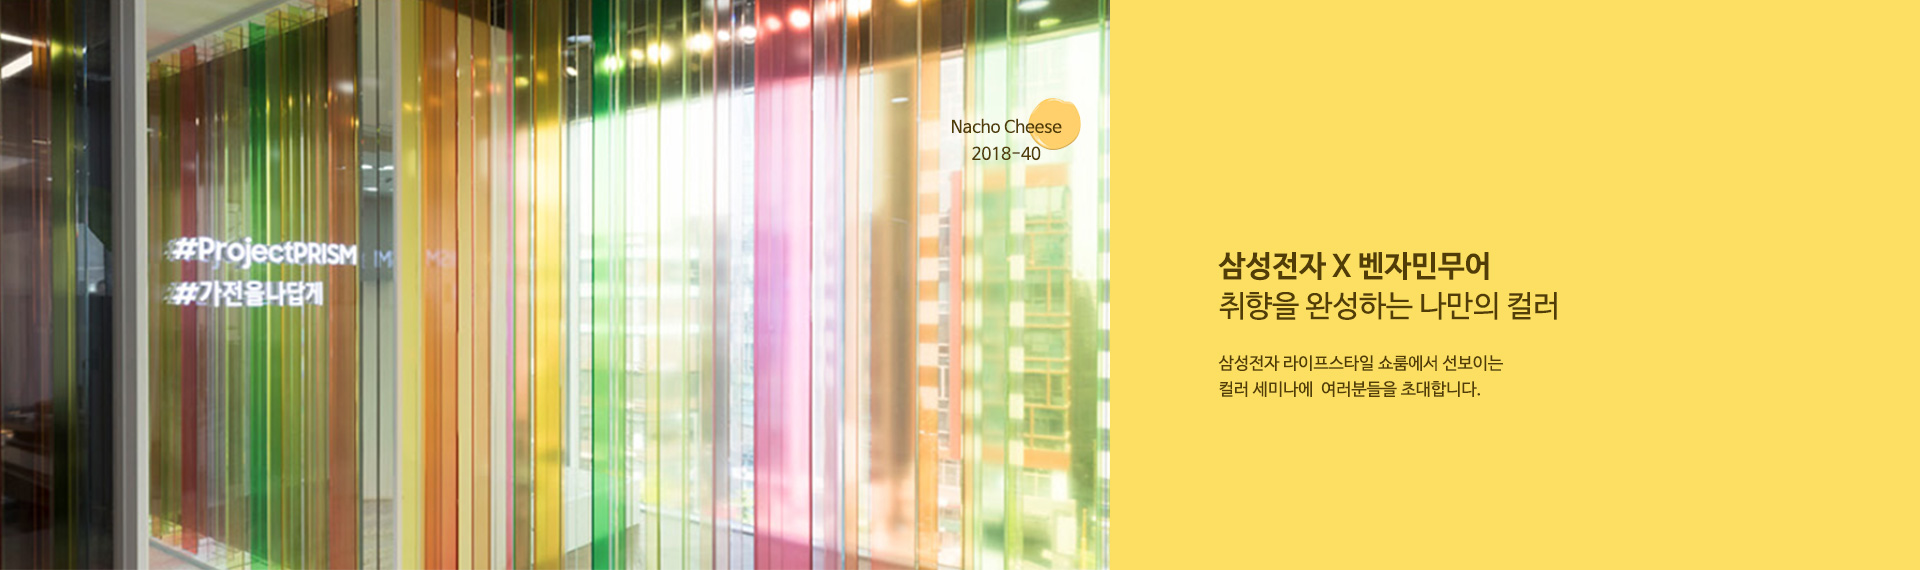 #ProjectPRISM
#가전을나답게
Nacho Cheese
2018-40
삼성전자 X 벤자민무어
취향을 완성하는 나만의 컬러
삼성전자 라이프스타일 쇼룸에서 선보이는
컬러 세미나에 여러분들을 초대합니다.